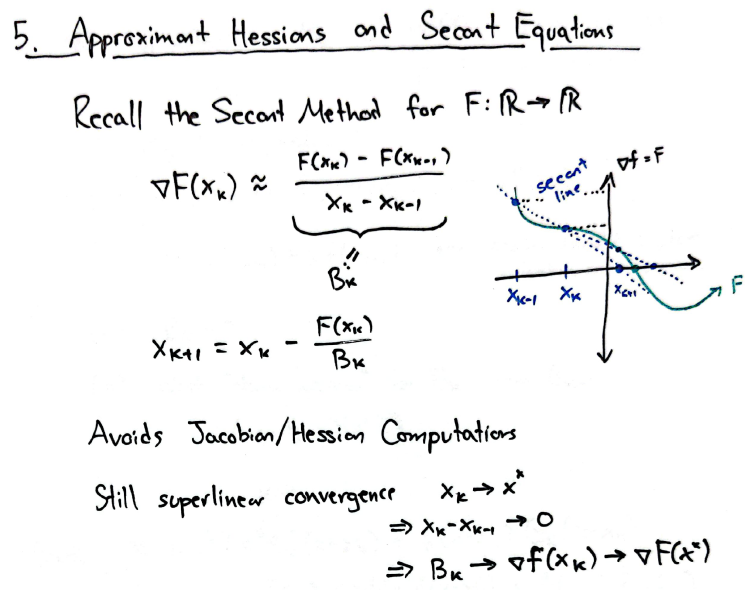 5. Approximant Hessians and Secant Equations
Recall the Secant Method for F: ℝ → ℝ
∇F(xₖ) ≈ F(xₖ) - F(xₖ₋₁) / xₖ - xₖ₋₁
Bₖ
secant line
∇f = F
xₖ₋₁ xₖ xₖ₊₁
F
xₖ₊₁ = xₖ - F(xₖ) / Bₖ
Avoids Jacobian/Hessian Computations
Still superlinear convergence xₖ → x*
⇒ xₖ - xₖ₋₁ → 0
⇒ Bₖ → ∇f(xₖ) → ∇F(x*)